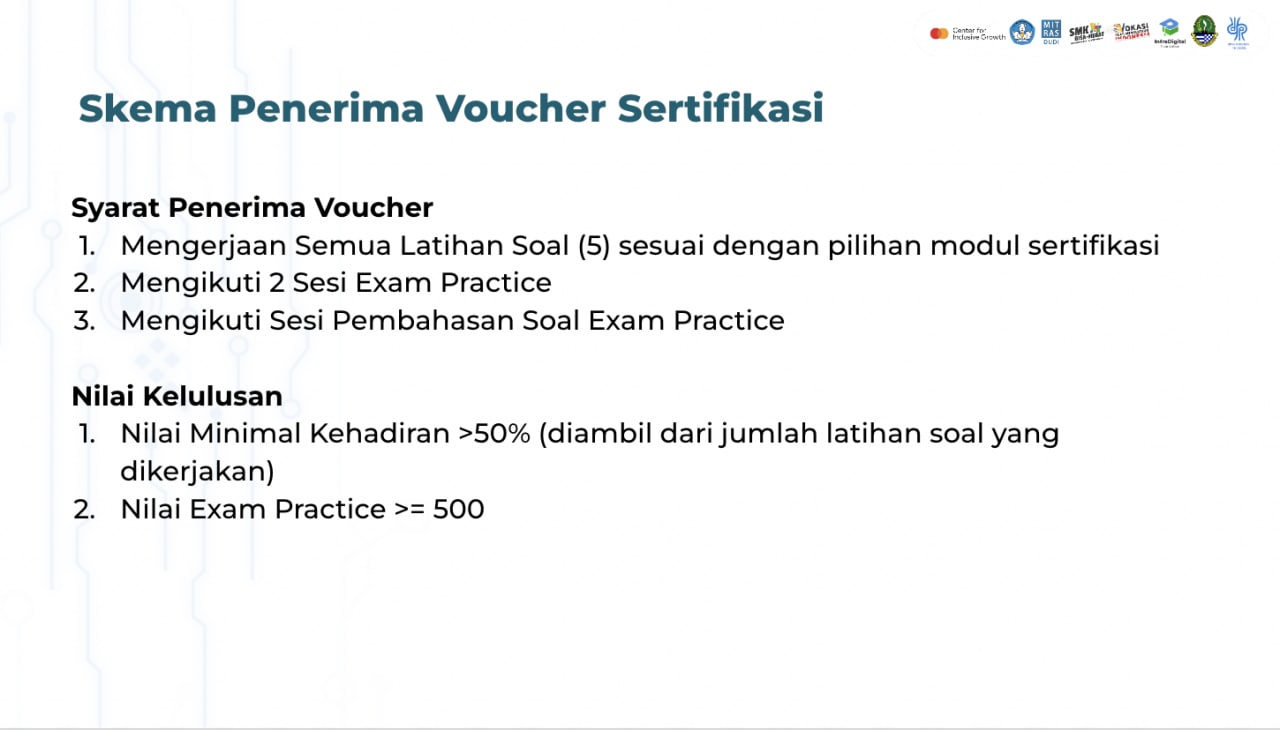 Center for
Inclusive Growth
MIT
RAS
DUDI
SMK
BISA-HEBAT
VOKASI
Skema Penerima Voucher Sertifikasi
Syarat Penerima Voucher
1. Mengerjaan Semua Latihan Soal (5) sesuai dengan pilihan modul sertifikasi
2. Mengikuti 2 Sesi Exam Practice
3. Mengikuti Sesi Pembahasan Soal Exam Practice
Nilai Kelulusan
1. Nilai Minimal Kehadiran >50% (diambil dari jumlah latihan soal yang
dikerjakan)
2. Nilai Exam Practice >= 500